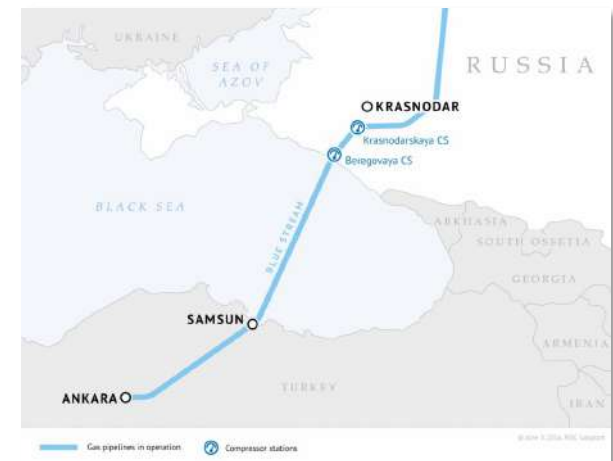 UKRAINE
SEA OF
AZOV
RUSSIA
KRASNODAR
Krasnodarskaya CS
Beregovaya CS
BLACK SEA
BLUE STREAM
ABKHASIA
SOUTH OSSETIA
GEORGIA
SAMSUN
ARMENIA
ANKARA
TURKEY
IRAN
Gas pipelines in operation
Compressor stations